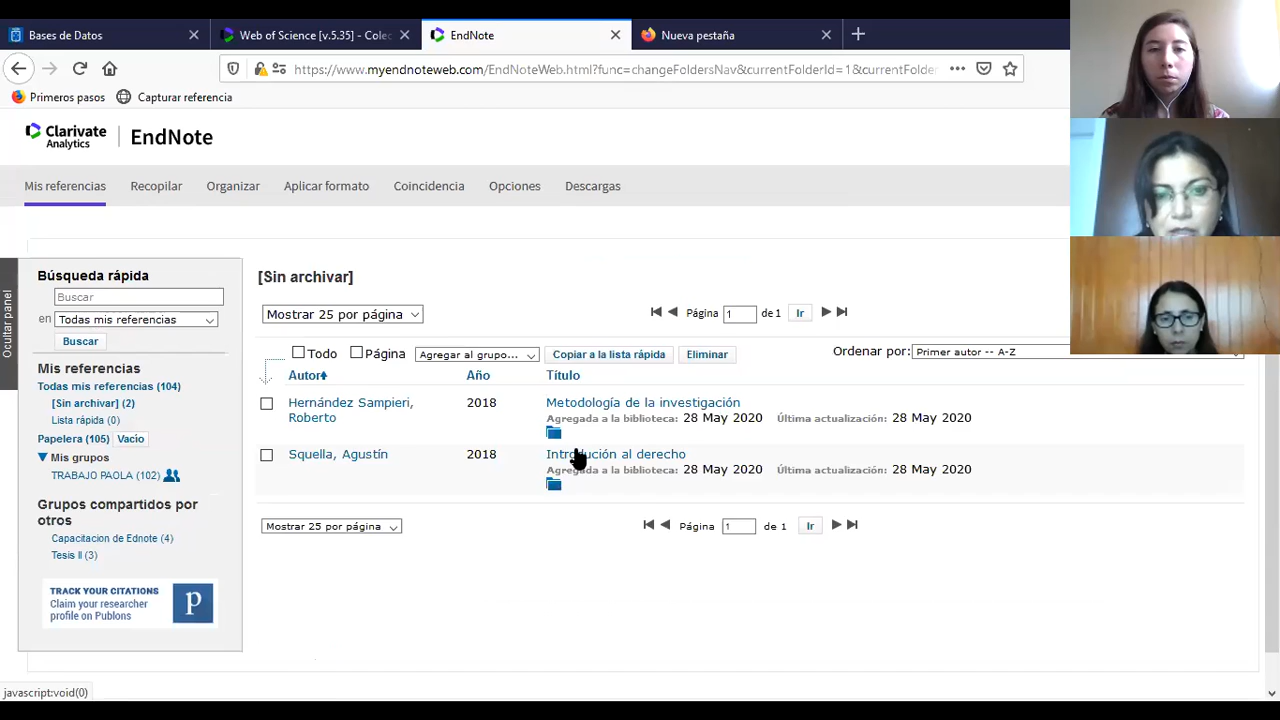 Bases de Datos
Web of Science [v.5.35] - Colec
EndNote
Nueva pestaña
https://www.myendnoteweb.com/EndNoteWeb.html?func=changeFoldersNav&currentFolderId=1&currentFolder
Primeros pasos
Capturar referencia
Clarivate
Analytics
EndNote
Mis referencias
Recopilar
Organizar
Aplicar formato
Coincidencia
Opciones
Descargas
Ocultar panel
Búsqueda rápida
Buscar
en
Todas mis referencias
Buscar
Mis referencias
Todas mis referencias (104)
[Sin archivar] (2)
Lista rápida (0)
Papelera (105)
Vacío
Mis grupos
TRABAJO PAOLA (102)
Grupos compartidos por
otros
Capacitacion de Ednote (4)
Tesis II (3)
TRACK YOUR CITATIONS
Claim your researcher
profile on Publons
p
[Sin archivar]
Mostrar 25 por página
Página
1
de 1
Ir
Todo
Página
Agregar al grupo...
Copiar a la lista rápida
Eliminar
Ordenar por:
Primer autor -- A-Z
Autor
Año
Título
Hernández Sampieri,
Roberto
2018
Metodología de la investigación
Agregada a la biblioteca: 28 May 2020 Última actualización: 28 May 2020
Squella, Agustín
2018
Introdución al derecho
Agregada a la biblioteca: 28 May 2020 Última actualización: 28 May 2020
Mostrar 25 por página
Página
1
de 1
Ir
javascript:void(0)